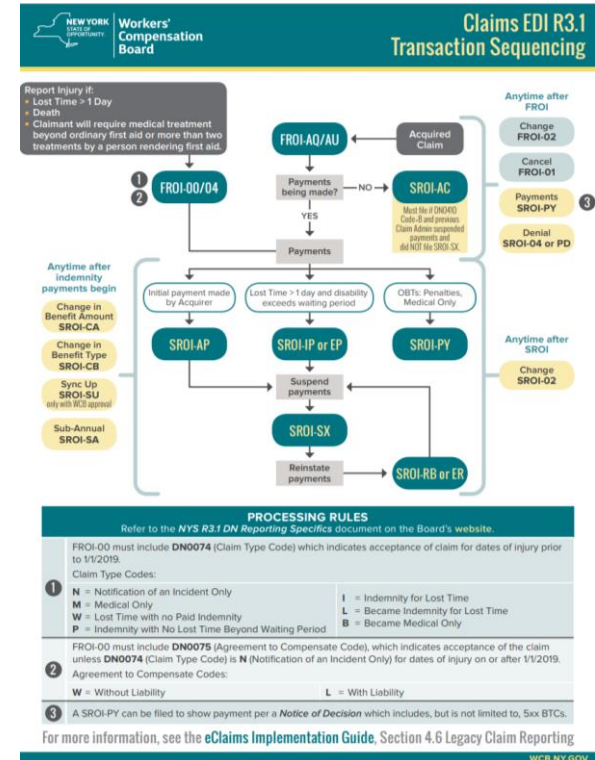 NEW YORK
STATE OF
OPPORTUNITY.
Workers'
Compensation
Board
Claims EDI R3.1
Transaction Sequencing
Report Injury if:
• Lost Time > 1 Day
• Death
• Claimant will require medical treatment
beyond ordinary first aid or more than two
treatments by a person rendering first aid.
FROI-AQ/AU
Acquired
Claim
Anytime after
FROI
Change
FROI-02
Cancel
FROI-01
Payments
SROI-PY
3
Denial
SROI-04 or PD
1
2
FROI-00/04
Payments
being made?
NO
SROI-AC
Must file if DN0410
Code=B and previous
Claim Admin suspended
payments and
did NOT file SROI-SX.
YES
Payments
Anytime after
indemnity
payments begin
Change in
Benefit Amount
SROI-CA
Change in
Benefit Type
SROI-CB
Sync Up
SROI-SU
only with WCB approval
Sub-Annual
SROI-SA
Initial payment made
by Acquirer
Lost Time > 1 day and disability
exceeds waiting period
OBTs: Penalties,
Medical Only
SROI-AP
SROI-IP or EP
SROI-PY
Anytime after
SROI
Change
SROI-02
Suspend
payments
SROI-SX
Reinstate
payments
SROI-RB or ER
PROCESSING RULES
Refer to the NYS R3.1 DN Reporting Specifics document on the Board's website.
1
FROI-00 must include DN0074 (Claim Type Code) which indicates acceptance of claim for dates of injury prior
to 1/1/2019.
Claim Type Codes:
N = Notification of an Incident Only
M = Medical Only
W = Lost Time with no Paid Indemnity
P = Indemnity with No Lost Time Beyond Waiting Period
I = Indemnity for Lost Time
L = Became Indemnity for Lost Time
B = Became Medical Only
2
FROI-00 must include DN0075 (Agreement to Compensate Code), which indicates acceptance of the claim
unless DN0074 (Claim Type Code) is N (Notification of an Incident Only) for dates of injury on or after 1/1/2019.
Agreement to Compensate Codes:
W = Without Liability
L = With Liability
3
A SROI-PY can be filed to show payment per a Notice of Decision which includes, but is not limited to, 5xx BTCs.
For more information, see the eClaims Implementation Guide, Section 4.6 Legacy Claim Reporting
WCB.NY.GOV